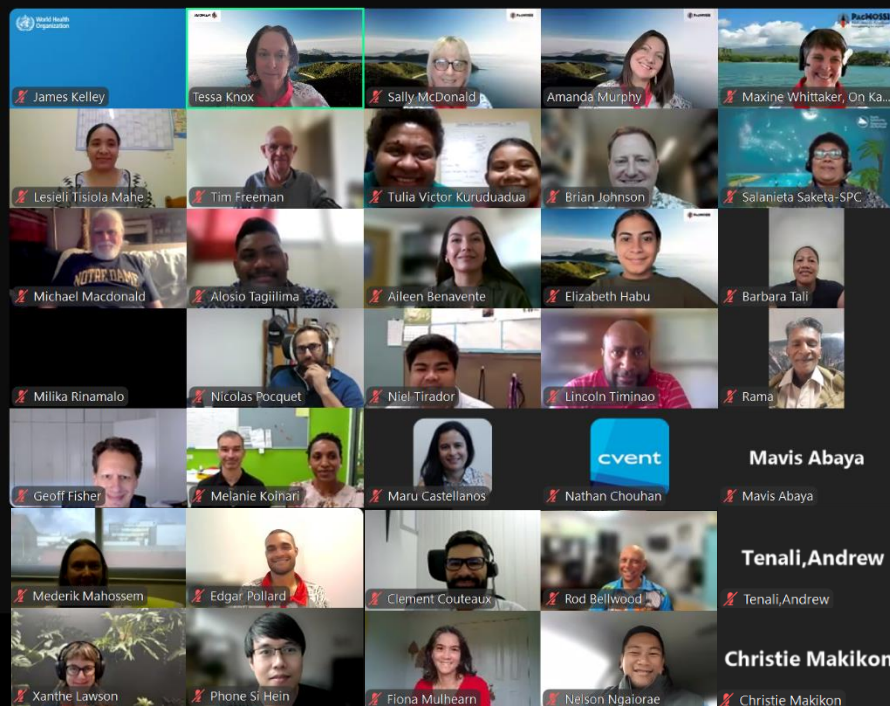 World Health
Organization
James Kelley
Tessa Knox
PacMOSSI
Sally McDonald
PacMOSSI
Amanda Murphy
PacMOSSI
Maxine Whittaker, On Ka...
Lesieli Tisiola Mahe
Tim Freeman
Tulia Victor Kuruduadua
Brian Johnson
Salanieta Saketa-SPC
NOTRE DAME
Michael Macdonald
Alosio Tagiilima
Aileen Benavente
PacMOSSI
Elizabeth Habu
Barbara Tali
Milika Rinamalo
Nicolas Pocquet
Niel Tirador
Lincoln Timinao
Rama
Geoff Fisher
Melanie Koinari
Maru Castellanos
cvent
Nathan Chouhan
Mavis Abaya
Mavis Abaya
Mederik Mahossem
Edgar Pollard
Clement Couteaux
Rod Bellwood
Tenali,Andrew
Tenali,Andrew
Xanthe Lawson
Phone Si Hein
Fiona Mulhearn
Nelson Ngaiorae
Christie Makikon
Christie Makikon